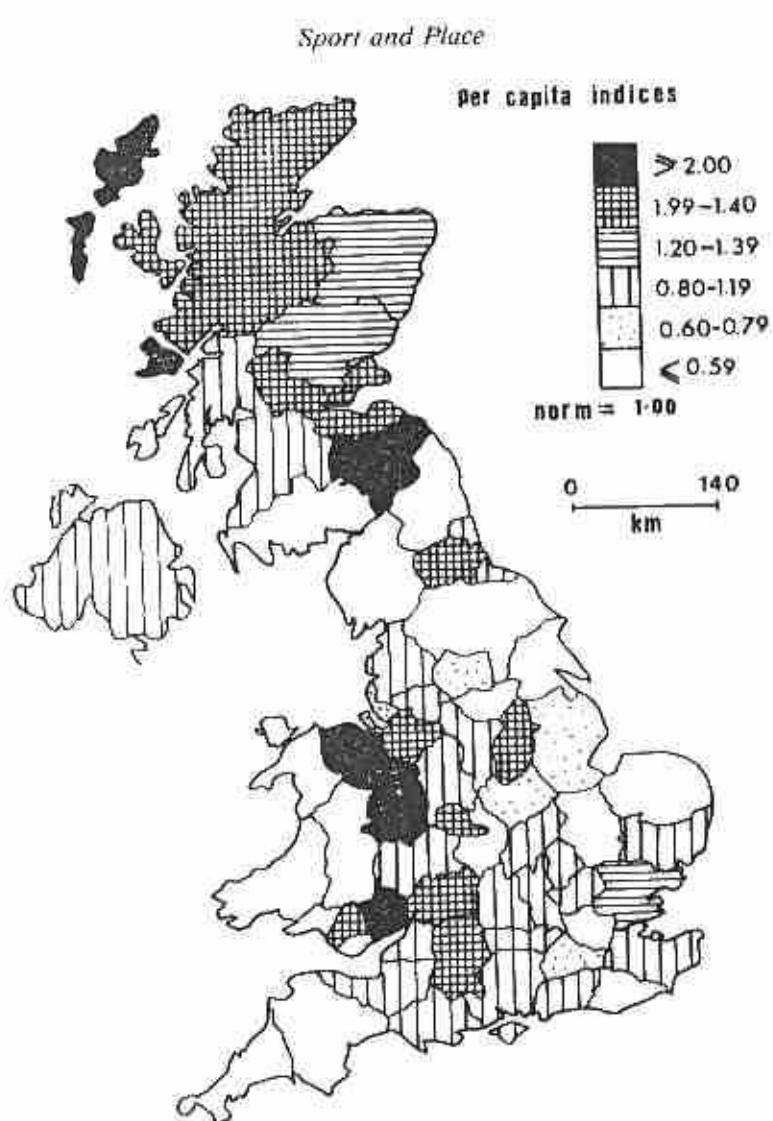 Sport and Place
per capita indices
⩾ 2.00
1.99-1.40
1.20-1.39
0.80-1.19
0.60-0.79
⩽ 0.59
norm = 1.00
0 140
km